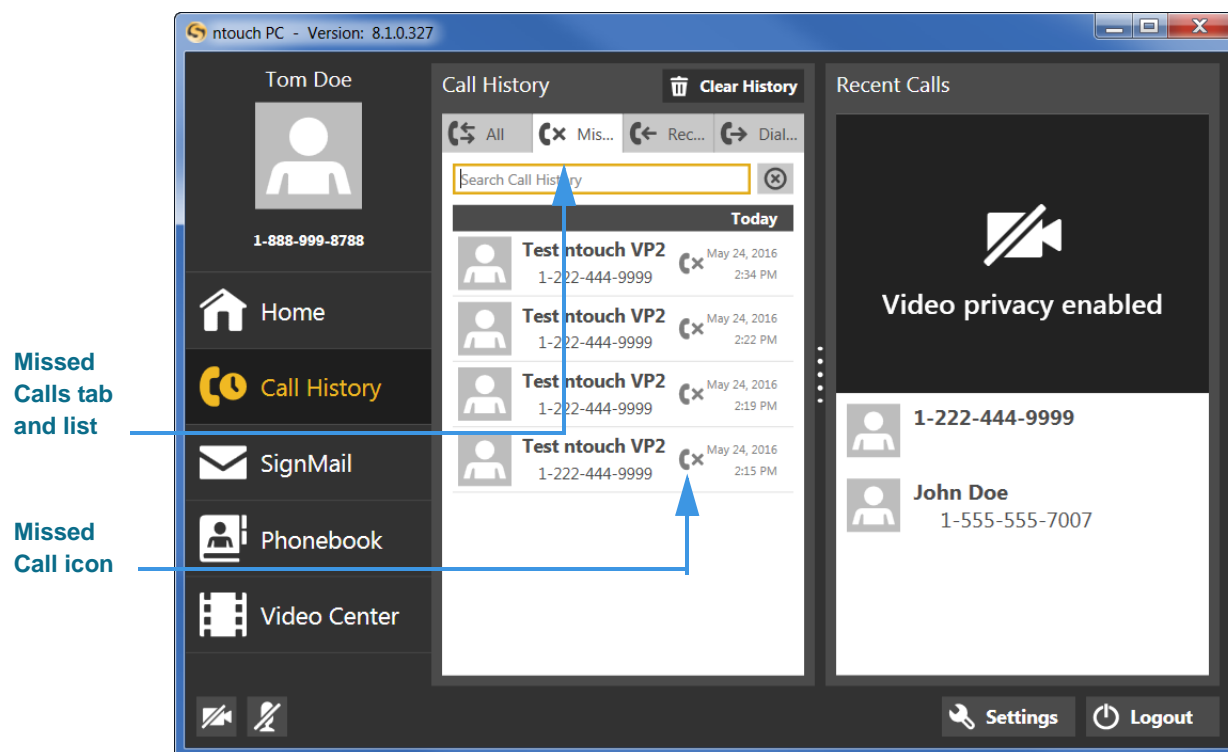 ntouch PC - Version: 8.1.0.327
Tom Doe
1-888-999-8788
Home
Call History
SignMail
Phonebook
Video Center
Missed
Calls tab
and list
Missed
Call icon
Call History
Clear History
All
Mis...
Rec...
Dial...
Search Call History
Today
Test ntouch VP2
1-222-444-9999
May 24, 2016
2:34 PM
Test ntouch VP2
1-222-444-9999
May 24, 2016
2:22 PM
Test ntouch VP2
1-222-444-9999
May 24, 2016
2:19 PM
Test ntouch VP2
1-222-444-9999
May 24, 2016
2:15 PM
Recent Calls
Video privacy enabled
1-222-444-9999
John Doe
1-555-555-7007
Settings
Logout